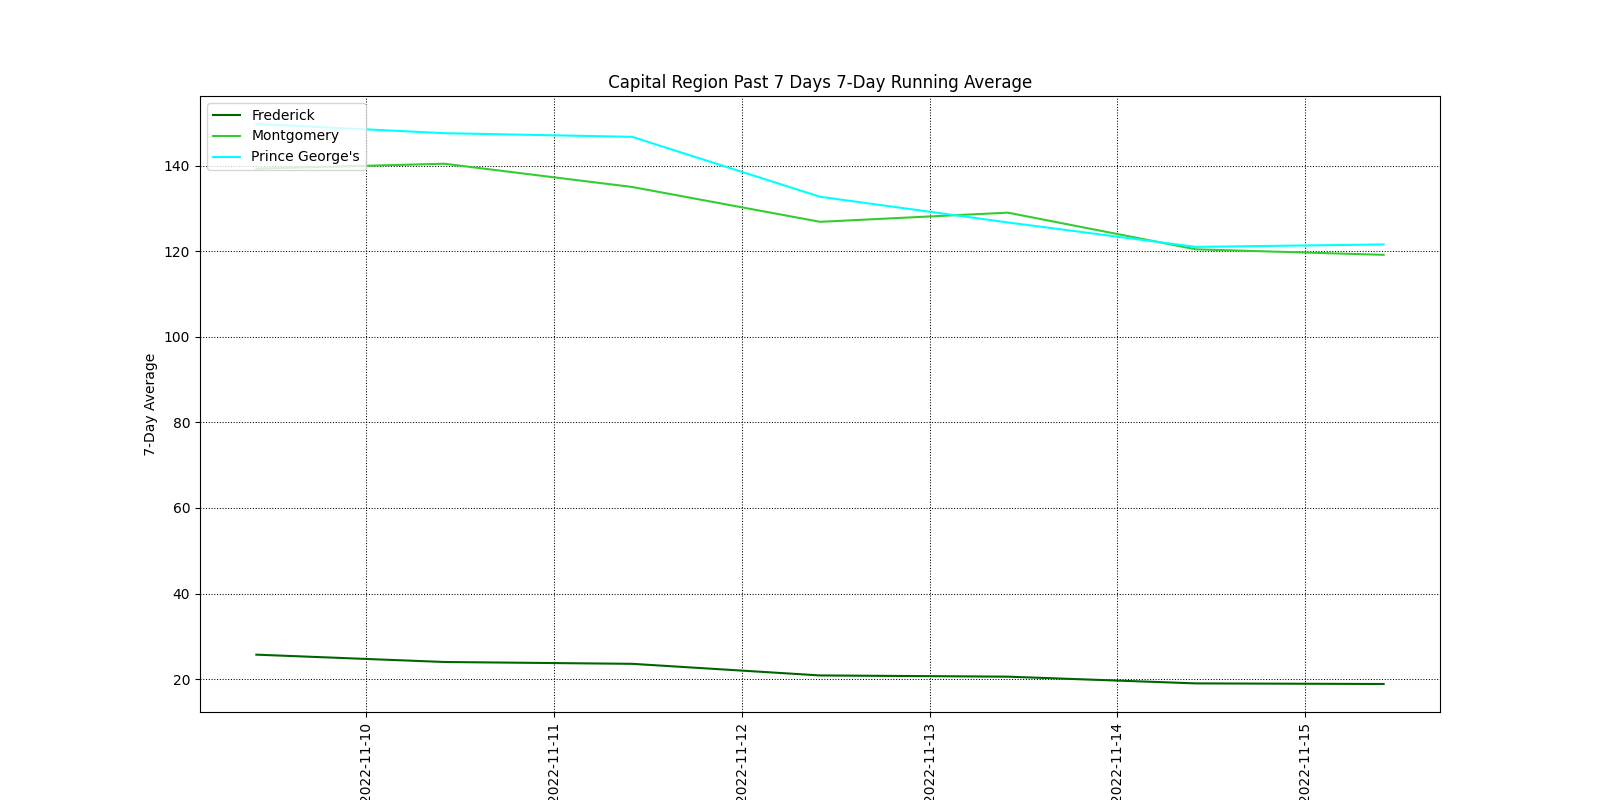 Capital Region Past 7 Days 7-Day Running Average
Frederick
Montgomery
Prince George's
7-Day Average
140
120
100
80
60
40
20
2022-11-10
2022-11-11
2022-11-12
2022-11-13
2022-11-14
2022-11-15